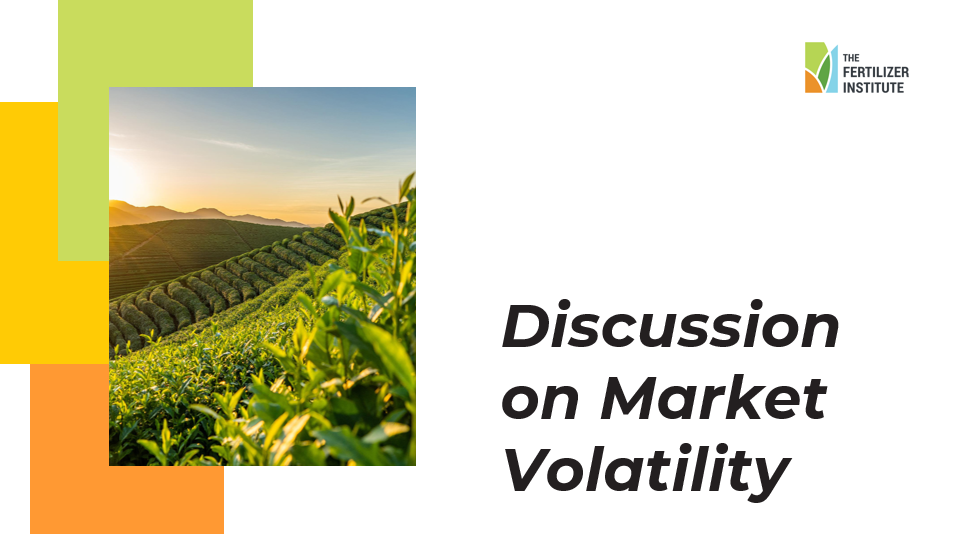 THE
FERTILIZER
INSTITUTE
Discussion
on Market
Volatility